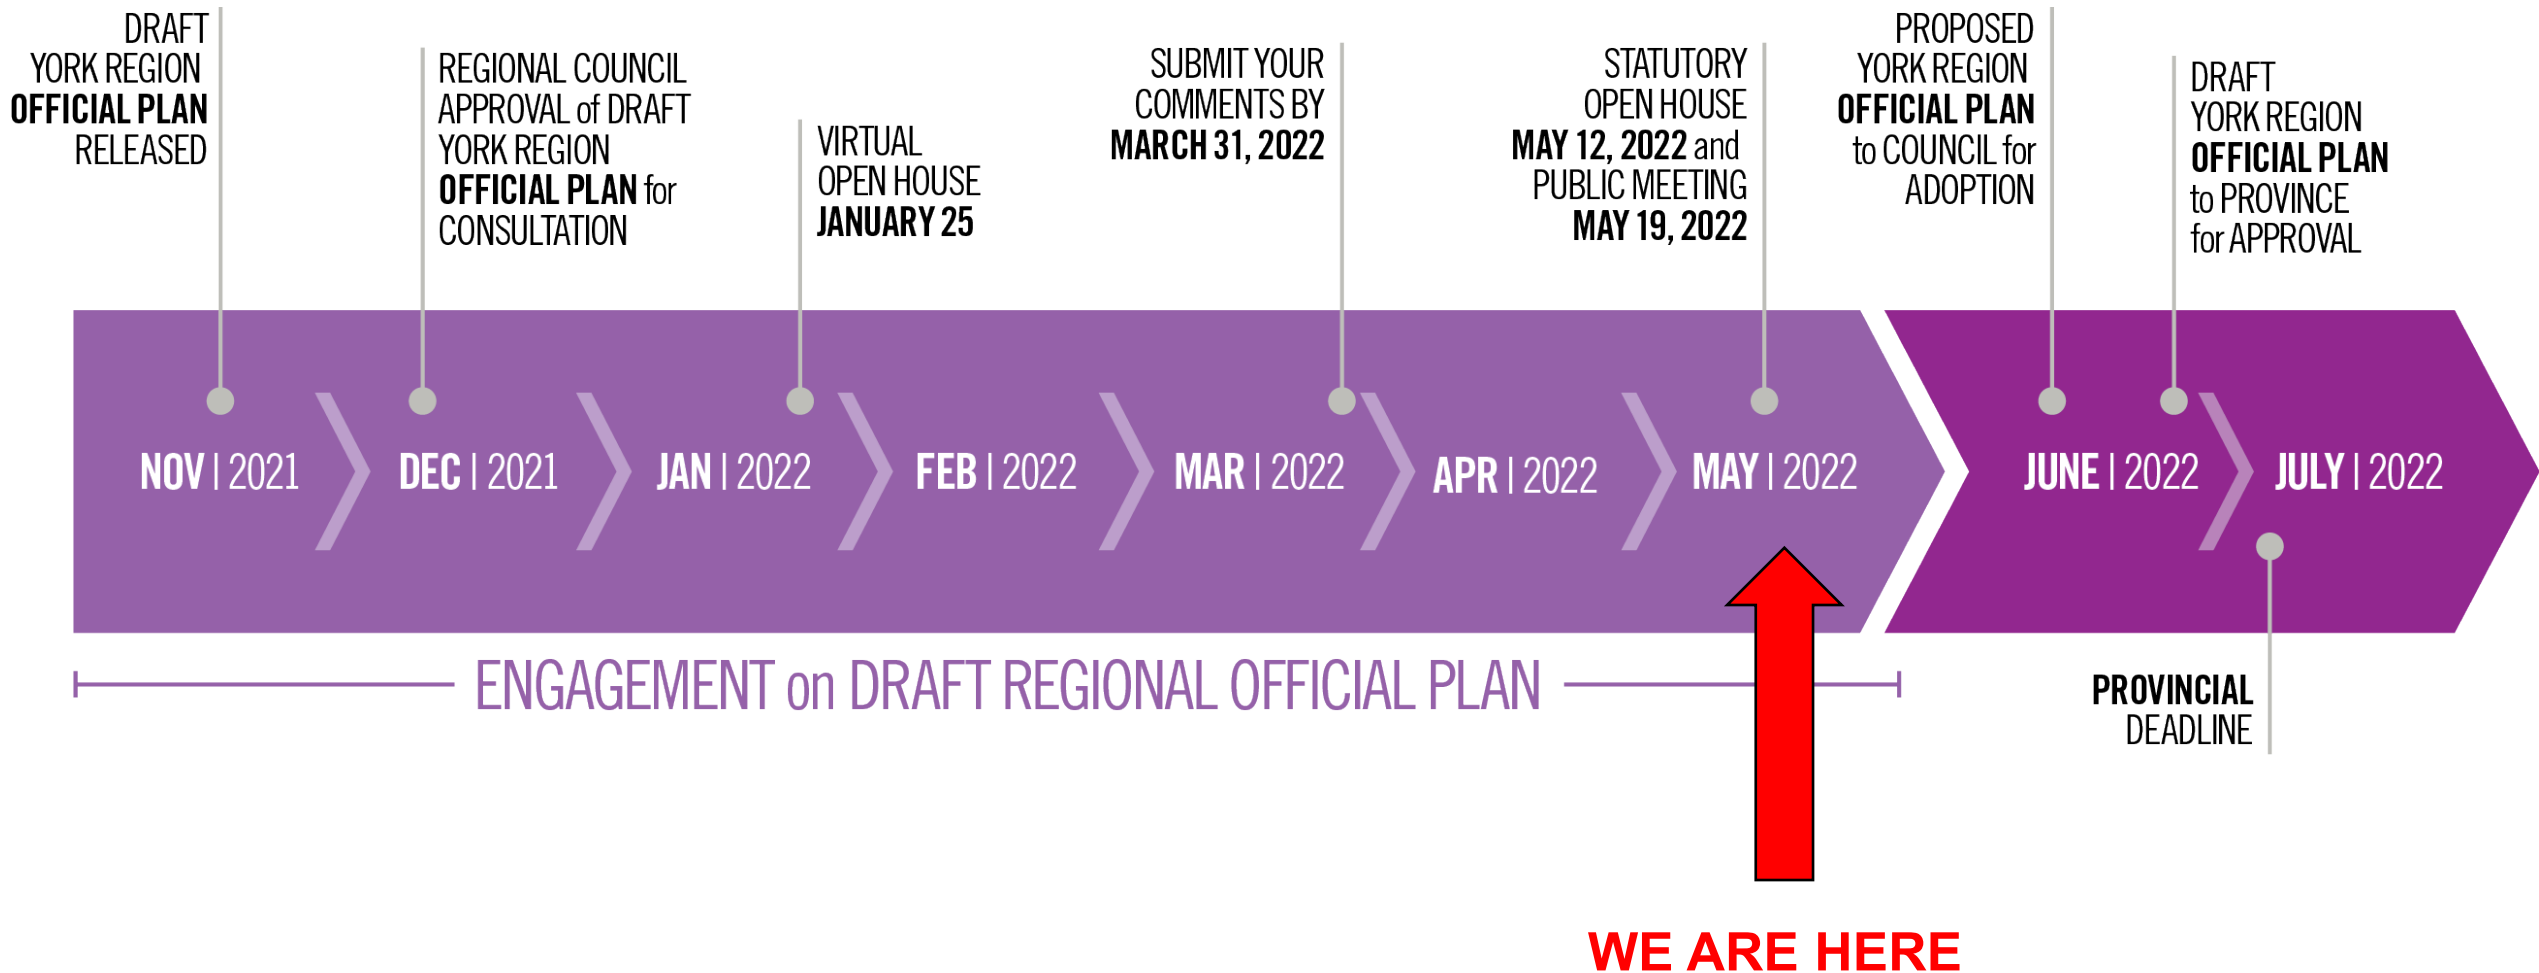 DRAFT
YORK REGION
OFFICIAL PLAN
RELEASED
REGIONAL COUNCIL
APPROVAL of DRAFT
YORK REGION
OFFICIAL PLAN for
CONSULTATION
VIRTUAL
OPEN HOUSE
JANUARY 25
SUBMIT YOUR
COMMENTS BY
MARCH 31, 2022
STATUTORY
OPEN HOUSE
MAY 12, 2022 and
PUBLIC MEETING
MAY 19, 2022
PROPOSED
YORK REGION
OFFICIAL PLAN
to COUNCIL for
ADOPTION
DRAFT
YORK REGION
OFFICIAL PLAN
to PROVINCE
for APPROVAL
NOV | 2021
DEC | 2021
JAN | 2022
FEB | 2022
MAR | 2022
APR | 2022
MAY | 2022
JUNE | 2022
JULY | 2022
ENGAGEMENT on DRAFT REGIONAL OFFICIAL PLAN
PROVINCIAL
DEADLINE
WE ARE HERE